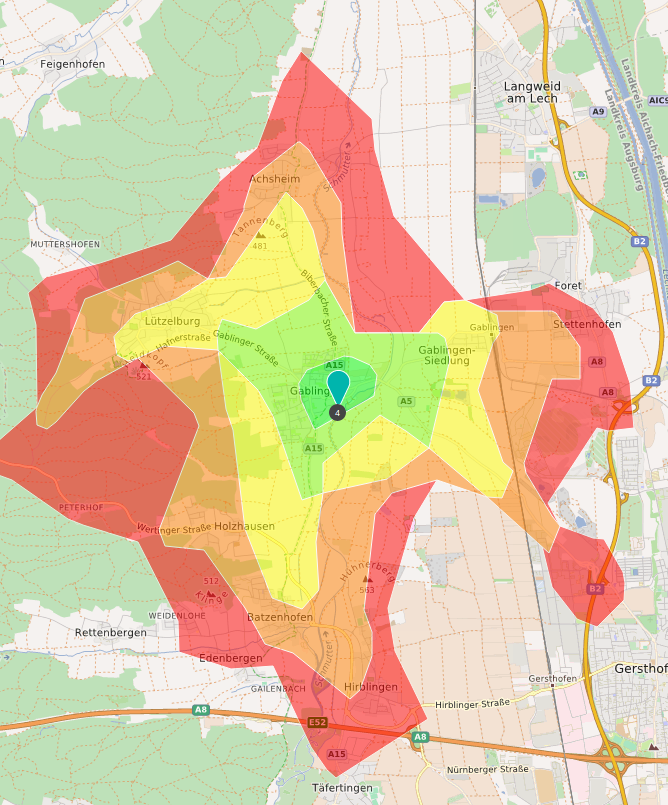 Feigenhofen
Langweid
am Lech
A9
Landkreis Aichach-Fried
Landkreis Augsburg
Schmutter
Achsheim
Tannenberg
481
MUTTERSHOFEN
B2
Foret
Biberbacher Straße
Lützelburg
Hafnerstraße
Gablinger Straße
Gablingen
Stettenhofen
Gablingen-
Siedlung
521
A15
A8
B2
A8
Gabling
A5
4
A15
PETERHOF
Wertinger Straße
Holzhausen
Hühnerberg
563
512
B2
WEIDENLOHE
Batzenhofen
Rettenbergen
Schmutter
Edenbergen
Gersthof
Gersthofen
GAILENBACH
Hirblingen
Hirblinger Straße
A8
E52
A8
A15
Nürnberger Straße
Täfertingen